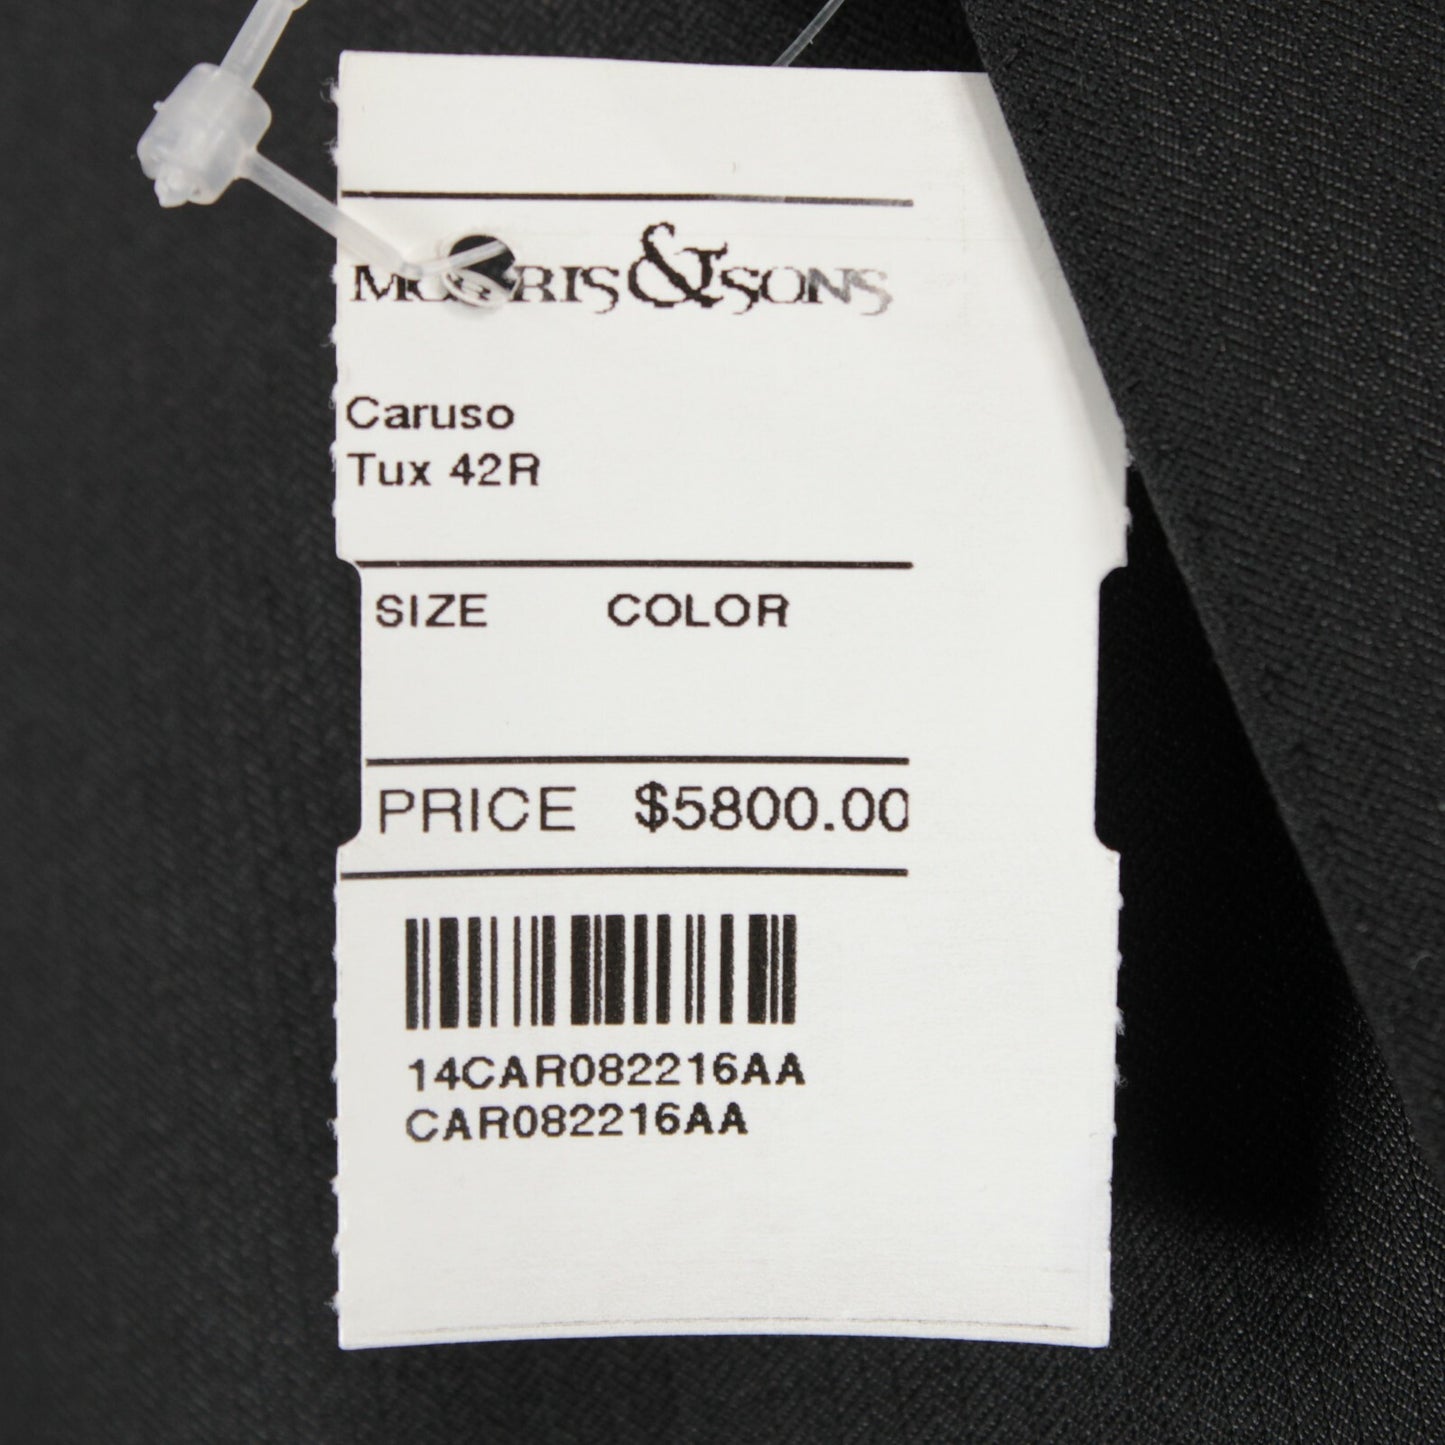 MORRIS & SONS
Caruso
Tux 42R
SIZE COLOR
PRICE $5800.00
14CAR082216AA
CAR082216AA